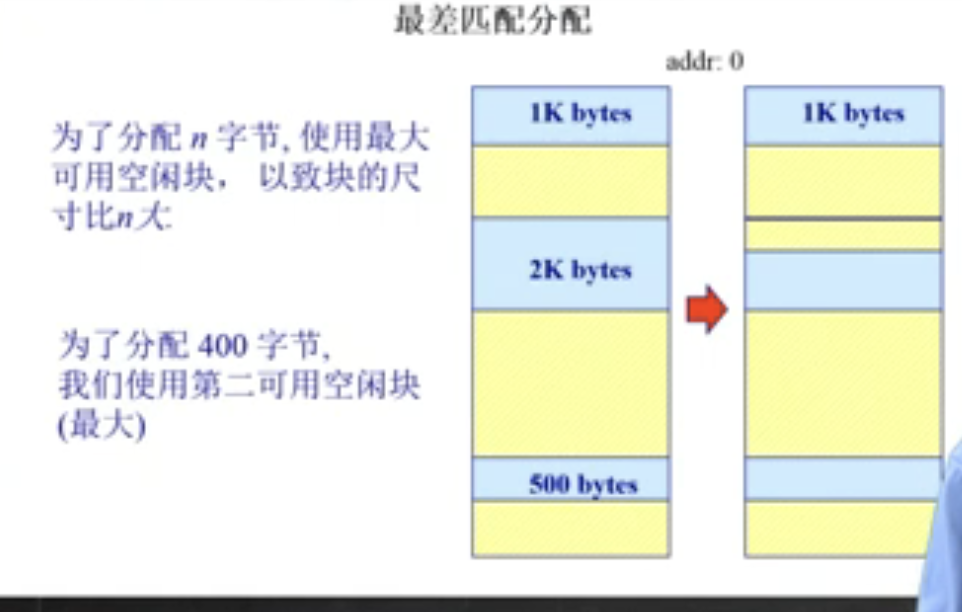 最差匹配分配
addr: 0
为了分配 n 字节, 使用最大
可用空闲块， 以致块的尺
寸比n大.
为了分配 400 字节,
我们使用第二可用空闲块
(最大)
1K bytes
2K bytes
500 bytes
1K bytes